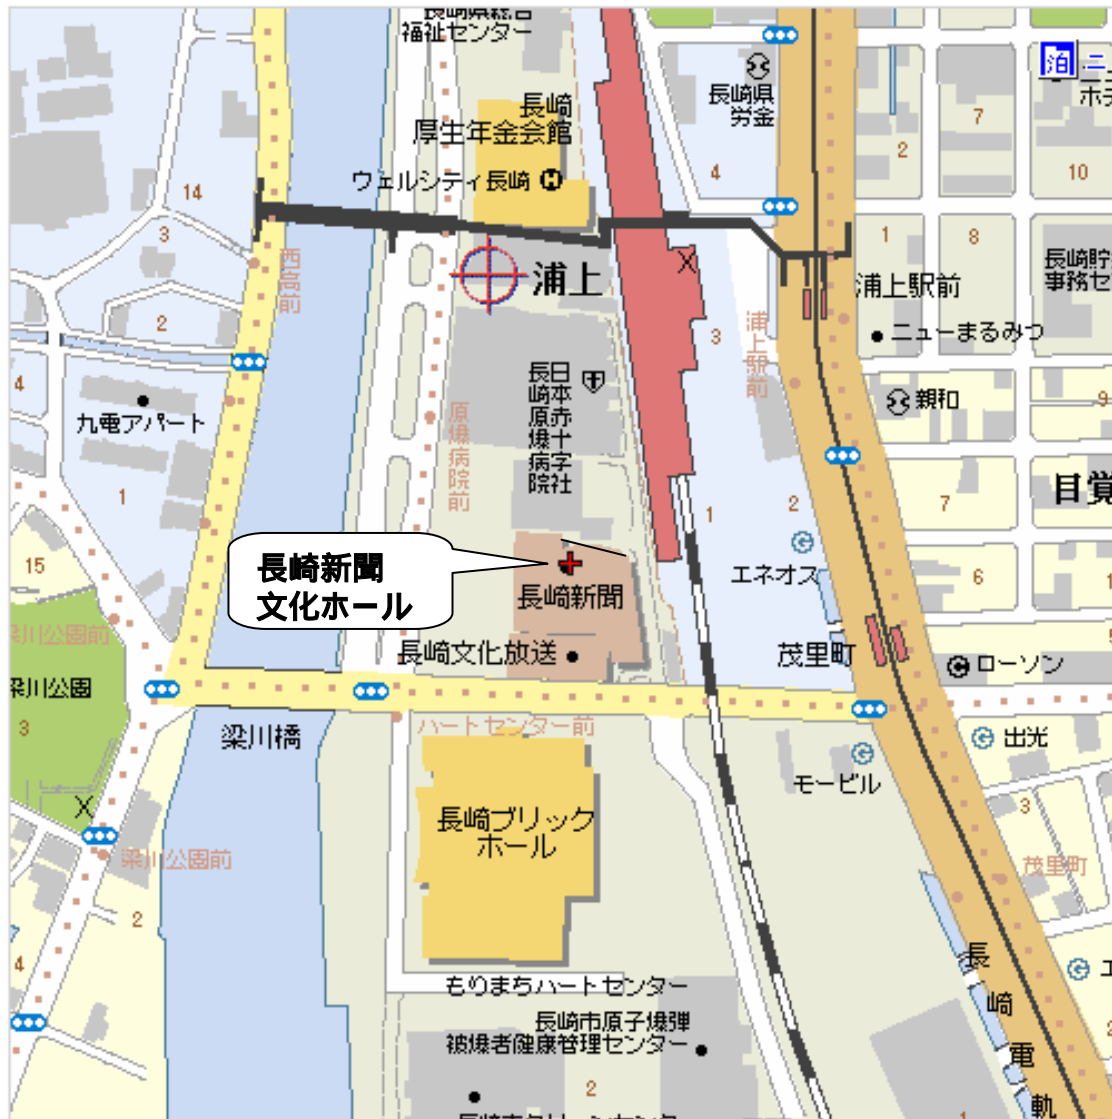 福祉センター
長崎
厚生年金会館
ウェルシティ長崎
長崎県
労金
泊
7
2
4
10
14
3
1
8
西高前
浦上
浦上駅前
ニューまるみつ
2
3
浦上駅前
4
九電アパート
日本赤十字社
長崎原爆病院
原爆病院前
親和
9
目覚
1
1
2
7
15
長崎新聞
文化ホール
長崎新聞
エネオス
6
梁川公園前
長崎文化放送
茂里町
ローソン
梁川公園
3
梁川橋
ハートセンター前
出光
モービル
3
長崎ブリック
ホール
梁川公園前
茂里町
2
4
もりまちハートセンター
長崎市原子爆弾
被爆者健康管理センター
2
長崎電軌